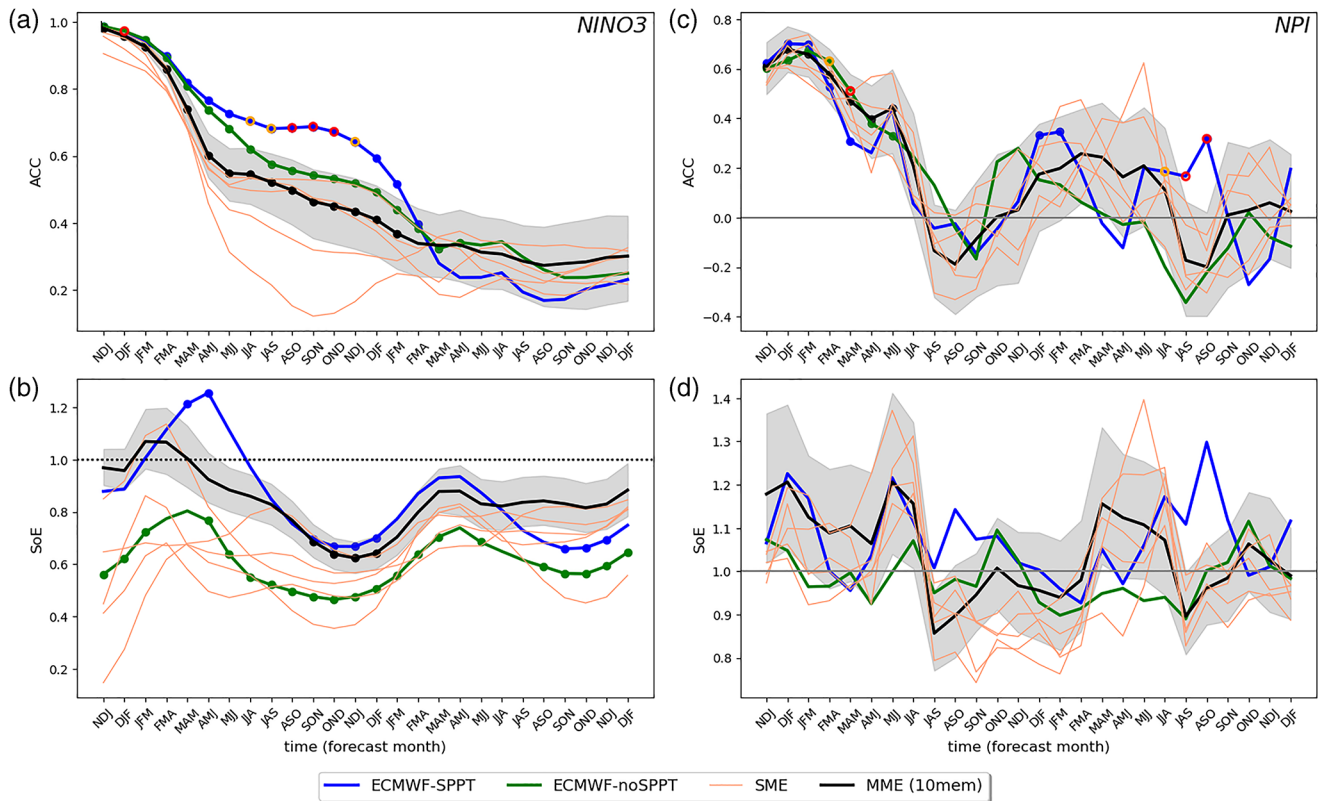 (a)
NINO3
1.0
0.8
0.6
0.4
0.2
ACC
NDJ DJF JFM FMA MAM AMJ MJJ JJA JAS ASO SON OND NDJ DJF JFM FMA MAM AMJ MJJ JJA JAS ASO SON OND NDJ DJF
(c)
NPI
0.8
0.6
0.4
0.2
0.0
−0.2
−0.4
ACC
NDJ DJF JFM FMA MAM AMJ MJJ JJA JAS ASO SON OND NDJ DJF JFM FMA MAM AMJ MJJ JJA JAS ASO SON OND NDJ DJF
(b)
1.2
1.0
0.8
0.6
0.4
0.2
SoE
NDJ DJF JFM FMA MAM AMJ MJJ JJA JAS ASO SON OND NDJ DJF JFM FMA MAM AMJ MJJ JJA JAS ASO SON OND NDJ DJF
time (forecast month)
(d)
1.4
1.3
1.2
1.1
1.0
0.9
0.8
SoE
NDJ DJF JFM FMA MAM AMJ MJJ JJA JAS ASO SON OND NDJ DJF JFM FMA MAM AMJ MJJ JJA JAS ASO SON OND NDJ DJF
time (forecast month)
ECMWF-SPPT ECMWF-noSPPT SME MME (10mem)